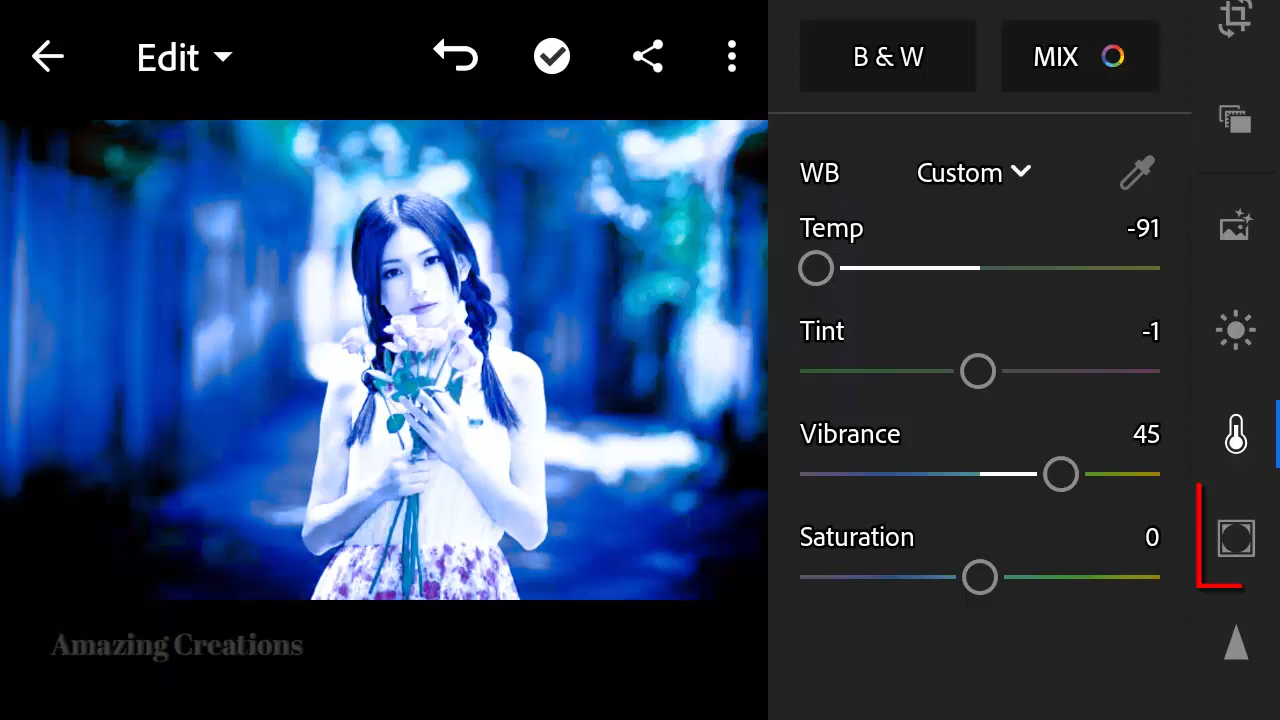 Edit
B & W
MIX
WB
Custom
Temp
-91
Tint
-1
Vibrance
45
Saturation
0
Amazing Creations